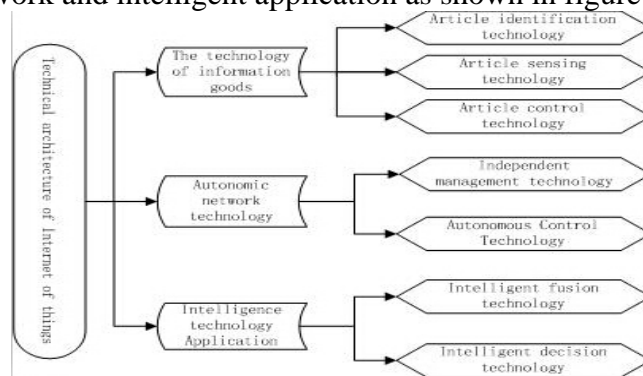 work and intelligent application as shown in figure
Technical architecture of Internet of things
The technology
of information
goods
Article identification
technology
Article sensing
technology
Article control
technology
Autonomic
network
technology
Independent
management technology
Autonomous Control
Technology
Intelligence
technology
Application
Intelligent fusion
technology
Intelligent decision
technology